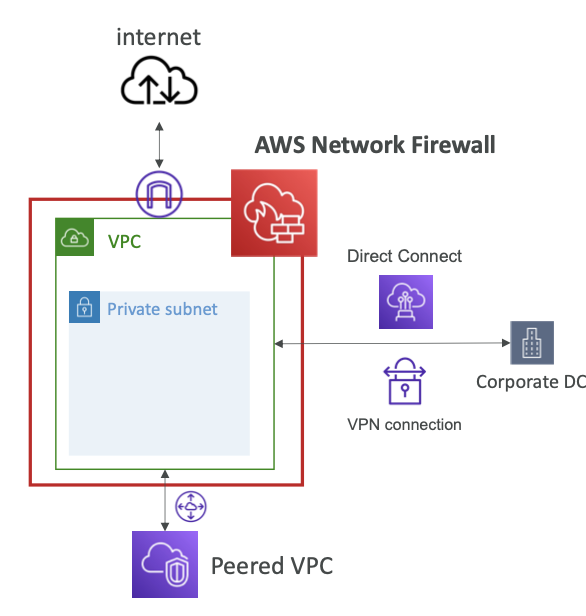 internet
AWS Network Firewall
VPC
Direct Connect
Private subnet
Corporate DC
VPN connection
Peered VPC